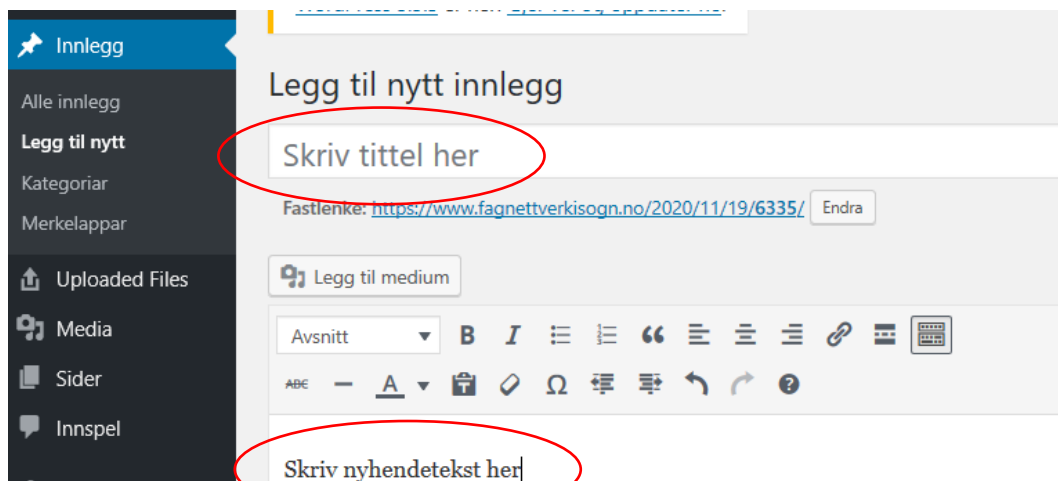 Innlegg
Alle innlegg
Legg til nytt
Kategoriar
Merkelappar
Uploaded Files
Media
Sider
Innspel
Legg til nytt innlegg
Skriv tittel her
Fastlenke: https://www.fagnettverkisogn.no/2020/11/19/6335/ Endra
Legg til medium
Avsnitt B I
ABC A
Skriv nyhendetekst her